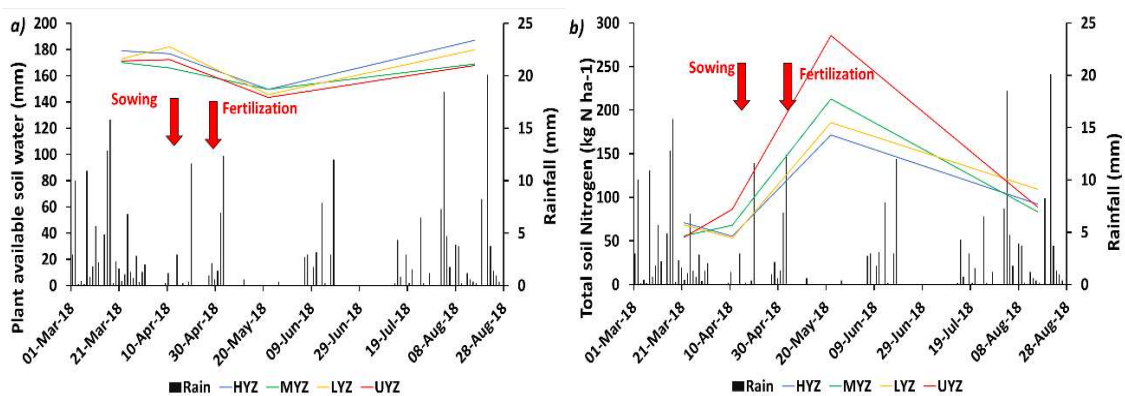 a)
Plant available soil water (mm)
200
180
160
140
120
100
80
60
40
20
0
Sowing
Fertilization
25
20
15
10
5
0
Rainfall (mm)
01-Mar-18
21-Mar-18
10-Apr-18
30-Apr-18
20-May-18
09-Jun-18
29-Jun-18
19-Jul-18
08-Aug-18
28-Aug-18
Rain HYZ MYZ LYZ UYZ
b)
Total soil Nitrogen (kg N ha-1)
300
250
200
150
100
50
0
Sowing
Fertilization
25
20
15
10
5
0
Rainfall (mm)
01-Mar-18
21-Mar-18
10-Apr-18
30-Apr-18
20-May-18
09-Jun-18
29-Jun-18
19-Jul-18
08-Aug-18
28-Aug-18
Rain HYZ MYZ LYZ UYZ